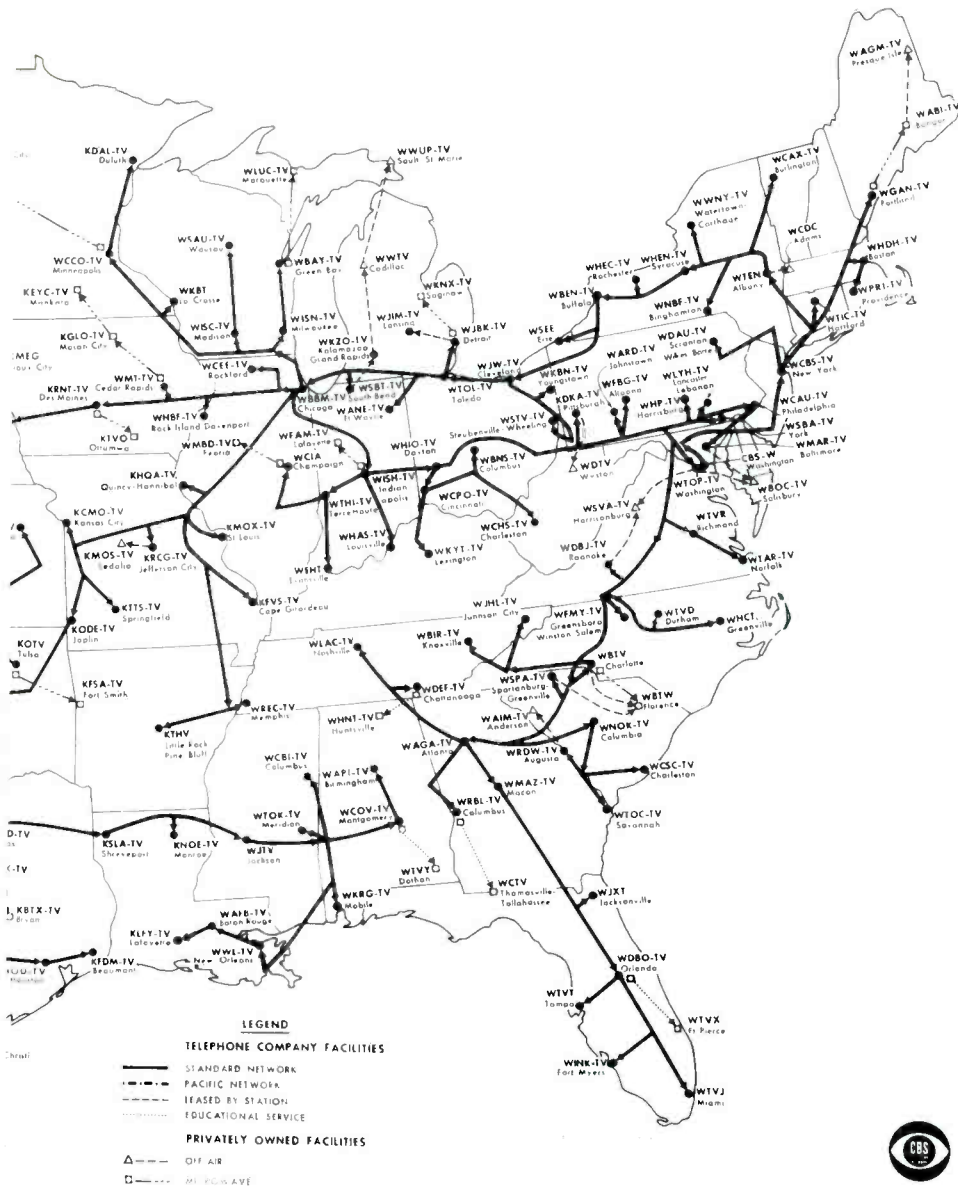 WAGM-TV
Presque Isle
WABI-TV
Bangor
KDAL-TV
Duluth
WWUP-TV
Sault St Marie
WLUC-TV
Marquette
WCAX-TV
Burlington
WWNY-TV
Watertown-
Carthage
WGAN-TV
Portland
WCDC
Adams
WHDH-TV
Boston
WSAU-TV
Wausau
WBAY-TV
Green Bay
WWTV
Cadillac
WHEC-TV
Rochester
WHEN-TV
Syracuse
WTEN
Albany
WCCO-TV
Minneapolis
WKNX-TV
Saginaw
WBEN-TV
Buffalo
WPRI-TV
Providence
KEYC-TV
Mankato
WKBT
La Crosse
WNBF-TV
Binghamton
WTIC-TV
Hartford
WISC-TV
Madison
WISN-TV
Milwaukee
WJIM-TV
Lansing
WJBK-TV
Detroit
WSEE
Erie
WDAU-TV
Scranton
Wilkes Barre
KGLO-TV
Mason City
WKZO-TV
Kalamazoo
Grand Rapids
WJW-TV
Cleveland
WKBN-TV
Youngstown
WARD-TV
Johnstown
WCBS-TV
New York
WCEE-TV
Rockford
KRNT-TV
Des Moines
WMT-TV
Cedar Rapids
WBBM-TV
Chicago
WSBT-TV
South Bend
WTOL-TV
Toledo
KDKA-TV
Pittsburgh
WFBG-TV
Altoona
WLYH-TV
Lancaster
Lebanon
WCAU-TV
Philadelphia
WHBF-TV
Rock Island Davenport
WANE-TV
Ft Wayne
WSTV-TV
Steubenville
Wheeling
WHP-TV
Harrisburg
WSBA-TV
York
KTVO
Ottumwa
WMBD-TV
Peoria
WFAM-TV
Lafayette
WHIO-TV
Dayton
WMAR-TV
Baltimore
CBS-W
Washington
WCIA
Champaign
WBNS-TV
Columbus
WDTV
Weston
WTOP-TV
Washington
WBOC-TV
Salisbury
KHQA-TV
Quincy-Hannibal
WISH-TV
Indianapolis
WTHI-TV
Terre Haute
WCPO-TV
Cincinnati
WSVA-TV
Harrisonburg
KCMO-TV
Kansas City
KMOX-TV
St Louis
WHAS-TV
Louisville
WCHS-TV
Charleston
WTVR
Richmond
KMOS-TV
Sedalia
KRCG-TV
Jefferson City
WKYT-TV
Lexington
WDBJ-TV
Roanoke
WTAR-TV
Norfolk
WEHT
Evansville
KTTS-TV
Springfield
KFVS-TV
Cape Girardeau
KODE-TV
Joplin
WJHL-TV
Johnson City
WFMY-TV
Greensboro
Winston Salem
WTVD
Durham
WHCT
Greenville
WLAC-TV
Nashville
WBIR-TV
Knoxville
KOTV
Tulsa
WBTV
Charlotte
KFSA-TV
Fort Smith
WDEF-TV
Chattanooga
WSPA-TV
Spartanburg-
Greenville
WBTW
Florence
WREC-TV
Memphis
WHNT-TV
Huntsville
WAIM-TV
Anderson
KTHV
Little Rock
Pine Bluff
WNOK-TV
Columbia
WAGA-TV
Atlanta
WRDW-TV
Augusta
WCBI-TV
Columbus
WAPI-TV
Birmingham
WCSC-TV
Charleston
WMAZ-TV
Macon
WRBL-TV
Columbus
WTOC-TV
Savannah
WTOK-TV
Meridian
WCOV-TV
Montgomery
KSLA-TV
Shreveport
KNOE-TV
Monroe
WJTV
Jackson
WTVY
Dothan
WCTV
Thomasville
Tallahassee
WJXT
Jacksonville
KBTX-TV
Bryan
WKRG-TV
Mobile
WAFB-TV
Baton Rouge
KLFY-TV
Lafayette
WWL-TV
New Orleans
KFDM-TV
Beaumont
WDBO-TV
Orlando
WTVT
Tampa
WTVX
Ft Pierce
WINK-TV
Fort Myers
WTVJ
Miami
LEGEND
TELEPHONE COMPANY FACILITIES
STANDARD NETWORK
PACIFIC NETWORK
LEASED BY STATION
EDUCATIONAL SERVICE
PRIVATELY OWNED FACILITIES
OFF AIR
MICROWAVE
CBS